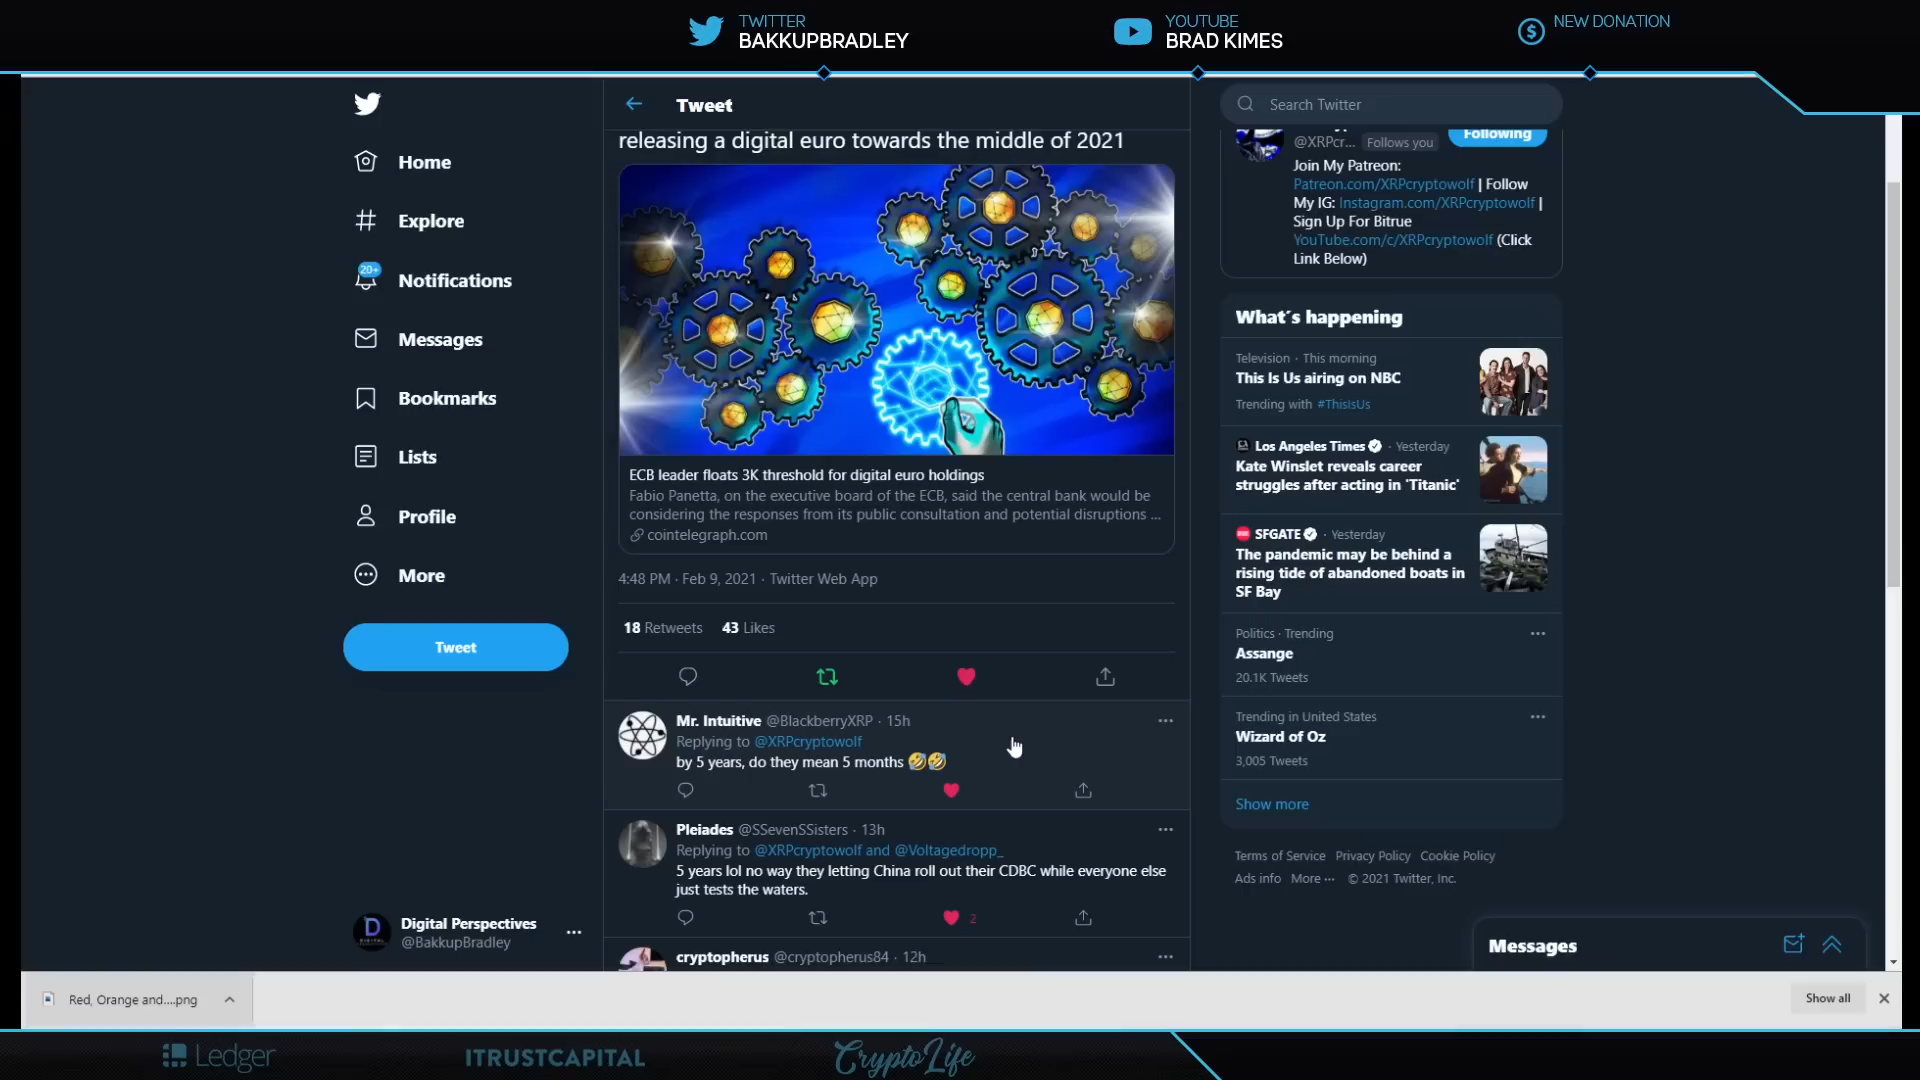 TWITTER
BAKKUPBRADLEY
YOUTUBE
BRAD KIMES
NEW DONATION
Home
Explore
20+
Notifications
Messages
Bookmarks
Lists
Profile
More
Tweet
Digital Perspectives
@BakkupBradley
Tweet
releasing a digital euro towards the middle of 2021
ECB leader floats 3K threshold for digital euro holdings
Fabio Panetta, on the executive board of the ECB, said the central bank would be
considering the responses from its public consultation and potential disruptions ...
cointelegraph.com
4:48 PM · Feb 9, 2021 · Twitter Web App
18 Retweets 43 Likes
Mr. Intuitive @BlackberryXRP · 15h
Replying to @XRPcryptowolf
by 5 years, do they mean 5 months 🤣🤣
Pleiades @SSevenSSisters · 13h
Replying to @XRPcryptowolf and @Voltagedropp_
5 years lol no way they letting China roll out their CDBC while everyone else
just tests the waters.
2
cryptopherus @cryptopherus84 · 12h
Search Twitter
@XRPcr... Follows you
Following
Join My Patreon:
Patreon.com/XRPcryptowolf | Follow
My IG: Instagram.com/XRPcryptowolf |
Sign Up For Bitrue
YouTube.com/c/XRPcryptowolf (Click
Link Below)
What's happening
Television · This morning
This Is Us airing on NBC
Trending with #ThisIsUs
Los Angeles Times · Yesterday
Kate Winslet reveals career
struggles after acting in 'Titanic'
SFGATE · Yesterday
The pandemic may be behind a
rising tide of abandoned boats in
SF Bay
Politics · Trending
Assange
20.1K Tweets
Trending in United States
Wizard of Oz
3,005 Tweets
Show more
Terms of Service Privacy Policy Cookie Policy
Ads info More ··· © 2021 Twitter, Inc.
Messages
Red, Orange and....png
Show all
Ledger
ITRUSTCAPITAL
CryptoLife